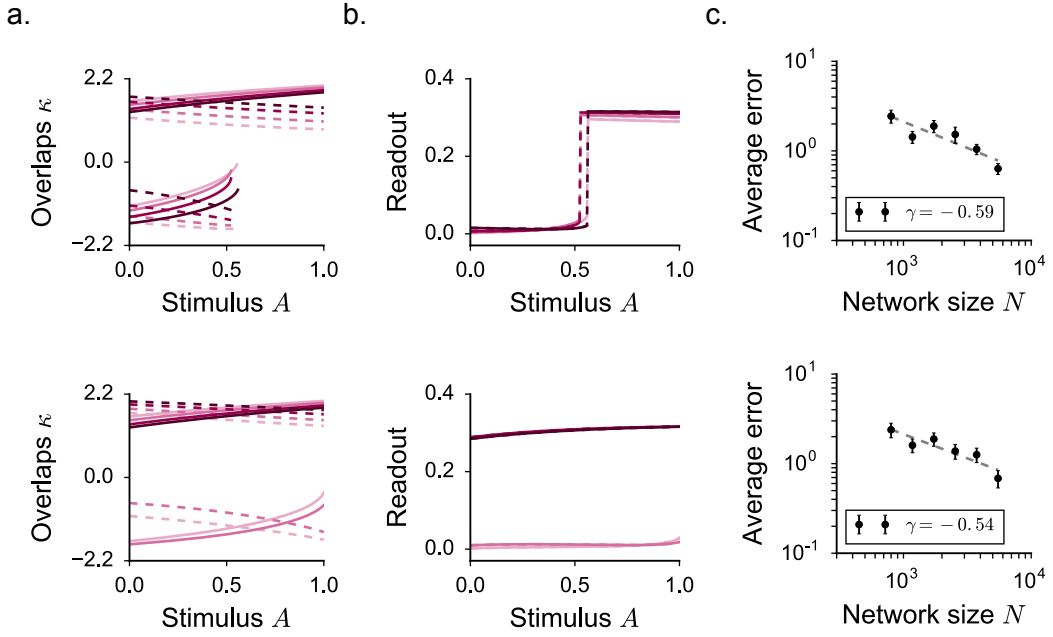 a.
b.
c.
2.2
0.0
−2.2
Overlaps κ
0.0
0.5
1.0
Stimulus A
0.4
0.2
0.0
Readout
0.0
0.5
1.0
Stimulus A
10^1
10^0
10^-1
Average error
γ = −0.59
10^3
10^4
Network size N
2.2
0.0
−2.2
Overlaps κ
0.0
0.5
1.0
Stimulus A
0.4
0.2
0.0
Readout
0.0
0.5
1.0
Stimulus A
10^1
10^0
10^-1
Average error
γ = −0.54
10^3
10^4
Network size N